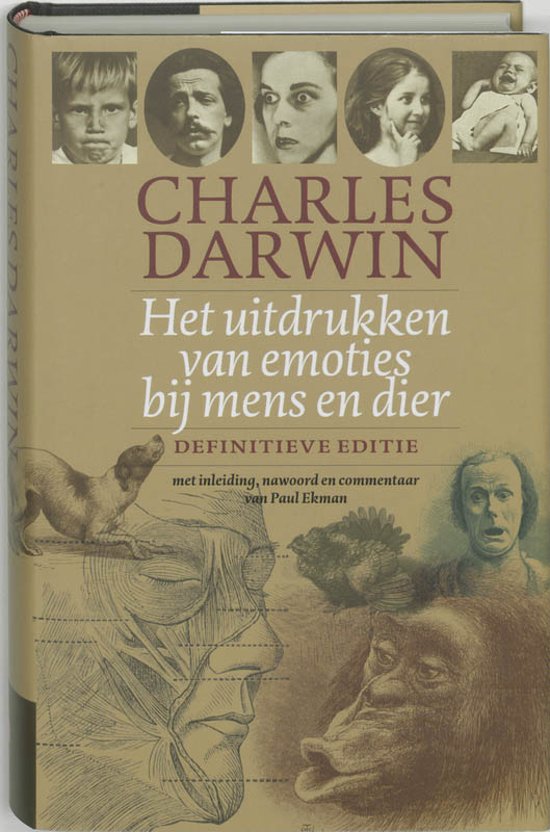 CHARLES
DARWIN
Het uitdrukken
van emoties
bij mens en dier
DEFINITIEVE EDITIE
met inleiding, nawoord en commentaar
van Paul Ekman
CHARLES DARWIN